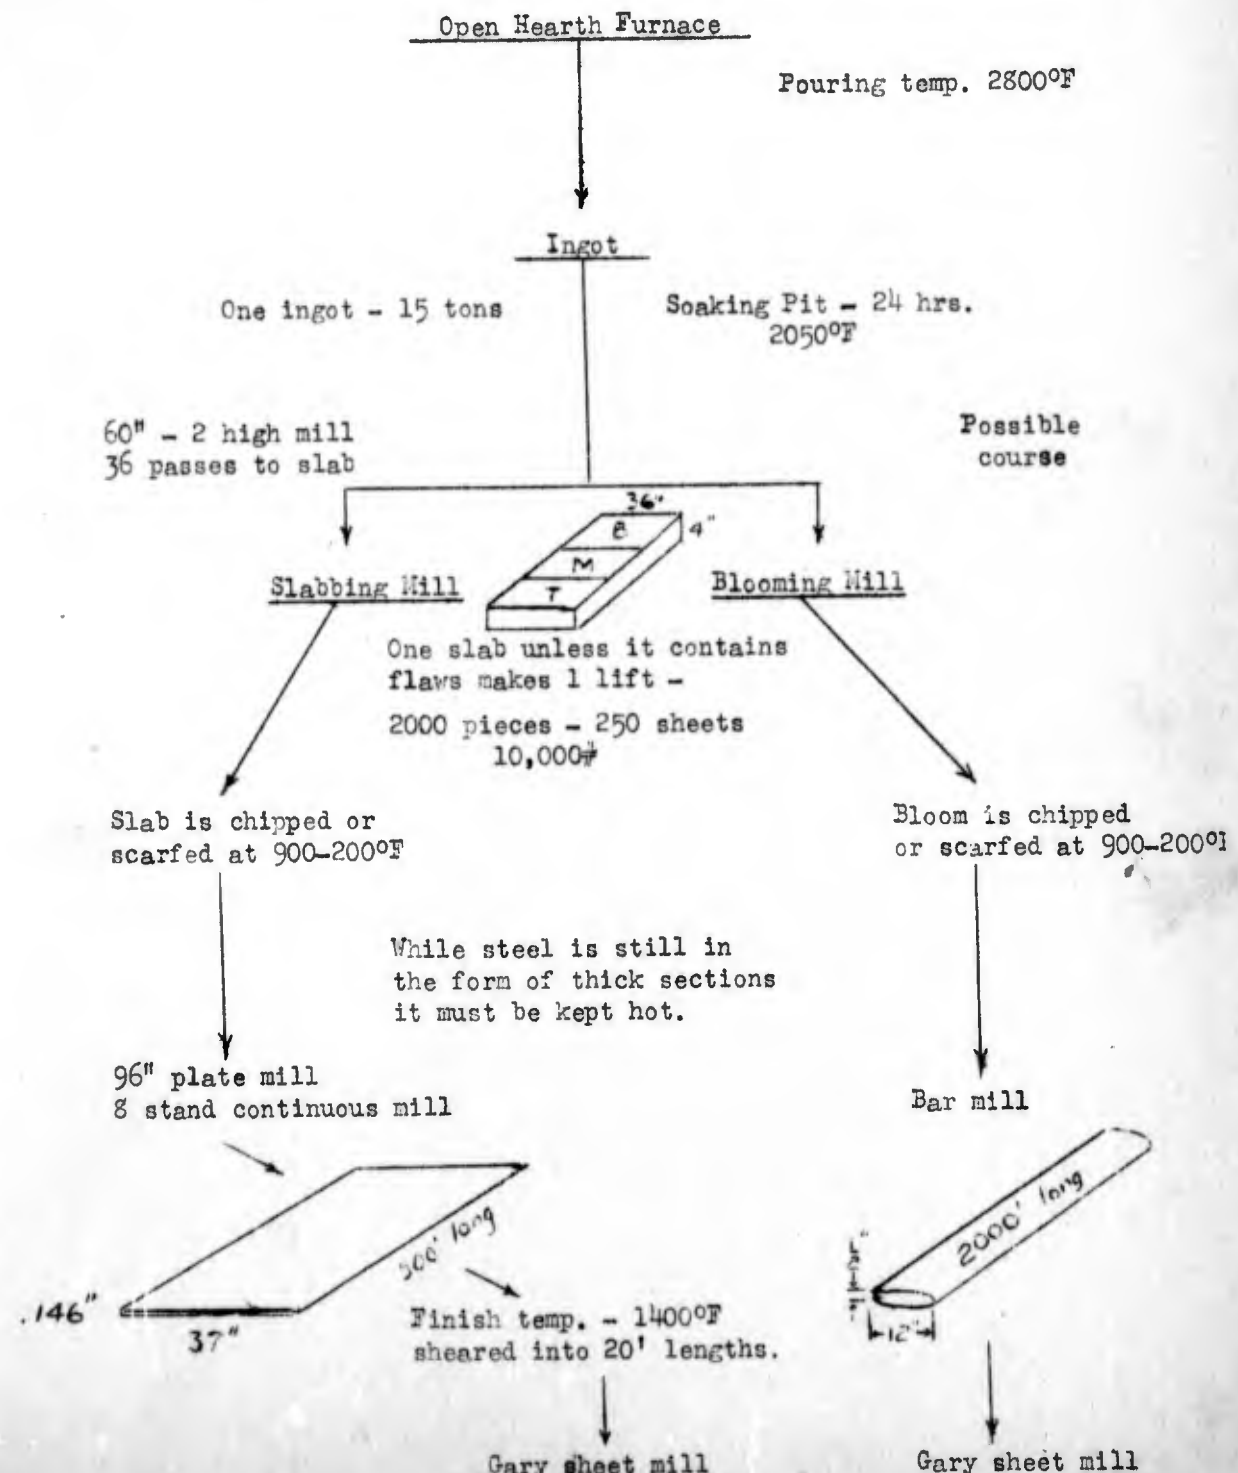 Open Hearth Furnace
Pouring temp. 2800°F
Ingot
One ingot - 15 tons
Soaking Pit - 24 hrs.
2050°F
60" - 2 high mill
36 passes to slab
Possible
course
36"
4"
B
M
T
Slabbing Mill
Blooming Mill
One slab unless it contains
flaws makes 1 lift -
2000 pieces - 250 sheets
10,000#
Slab is chipped or
scarfed at 900-200°F
Bloom is chipped
or scarfed at 900-200°F
While steel is still in
the form of thick sections
it must be kept hot.
96" plate mill
8 stand continuous mill
Bar mill
.146"
37"
300' long
2000' long
12"
Finish temp. - 1400°F
sheared into 20' lengths.
Gary sheet mill
Gary sheet mill